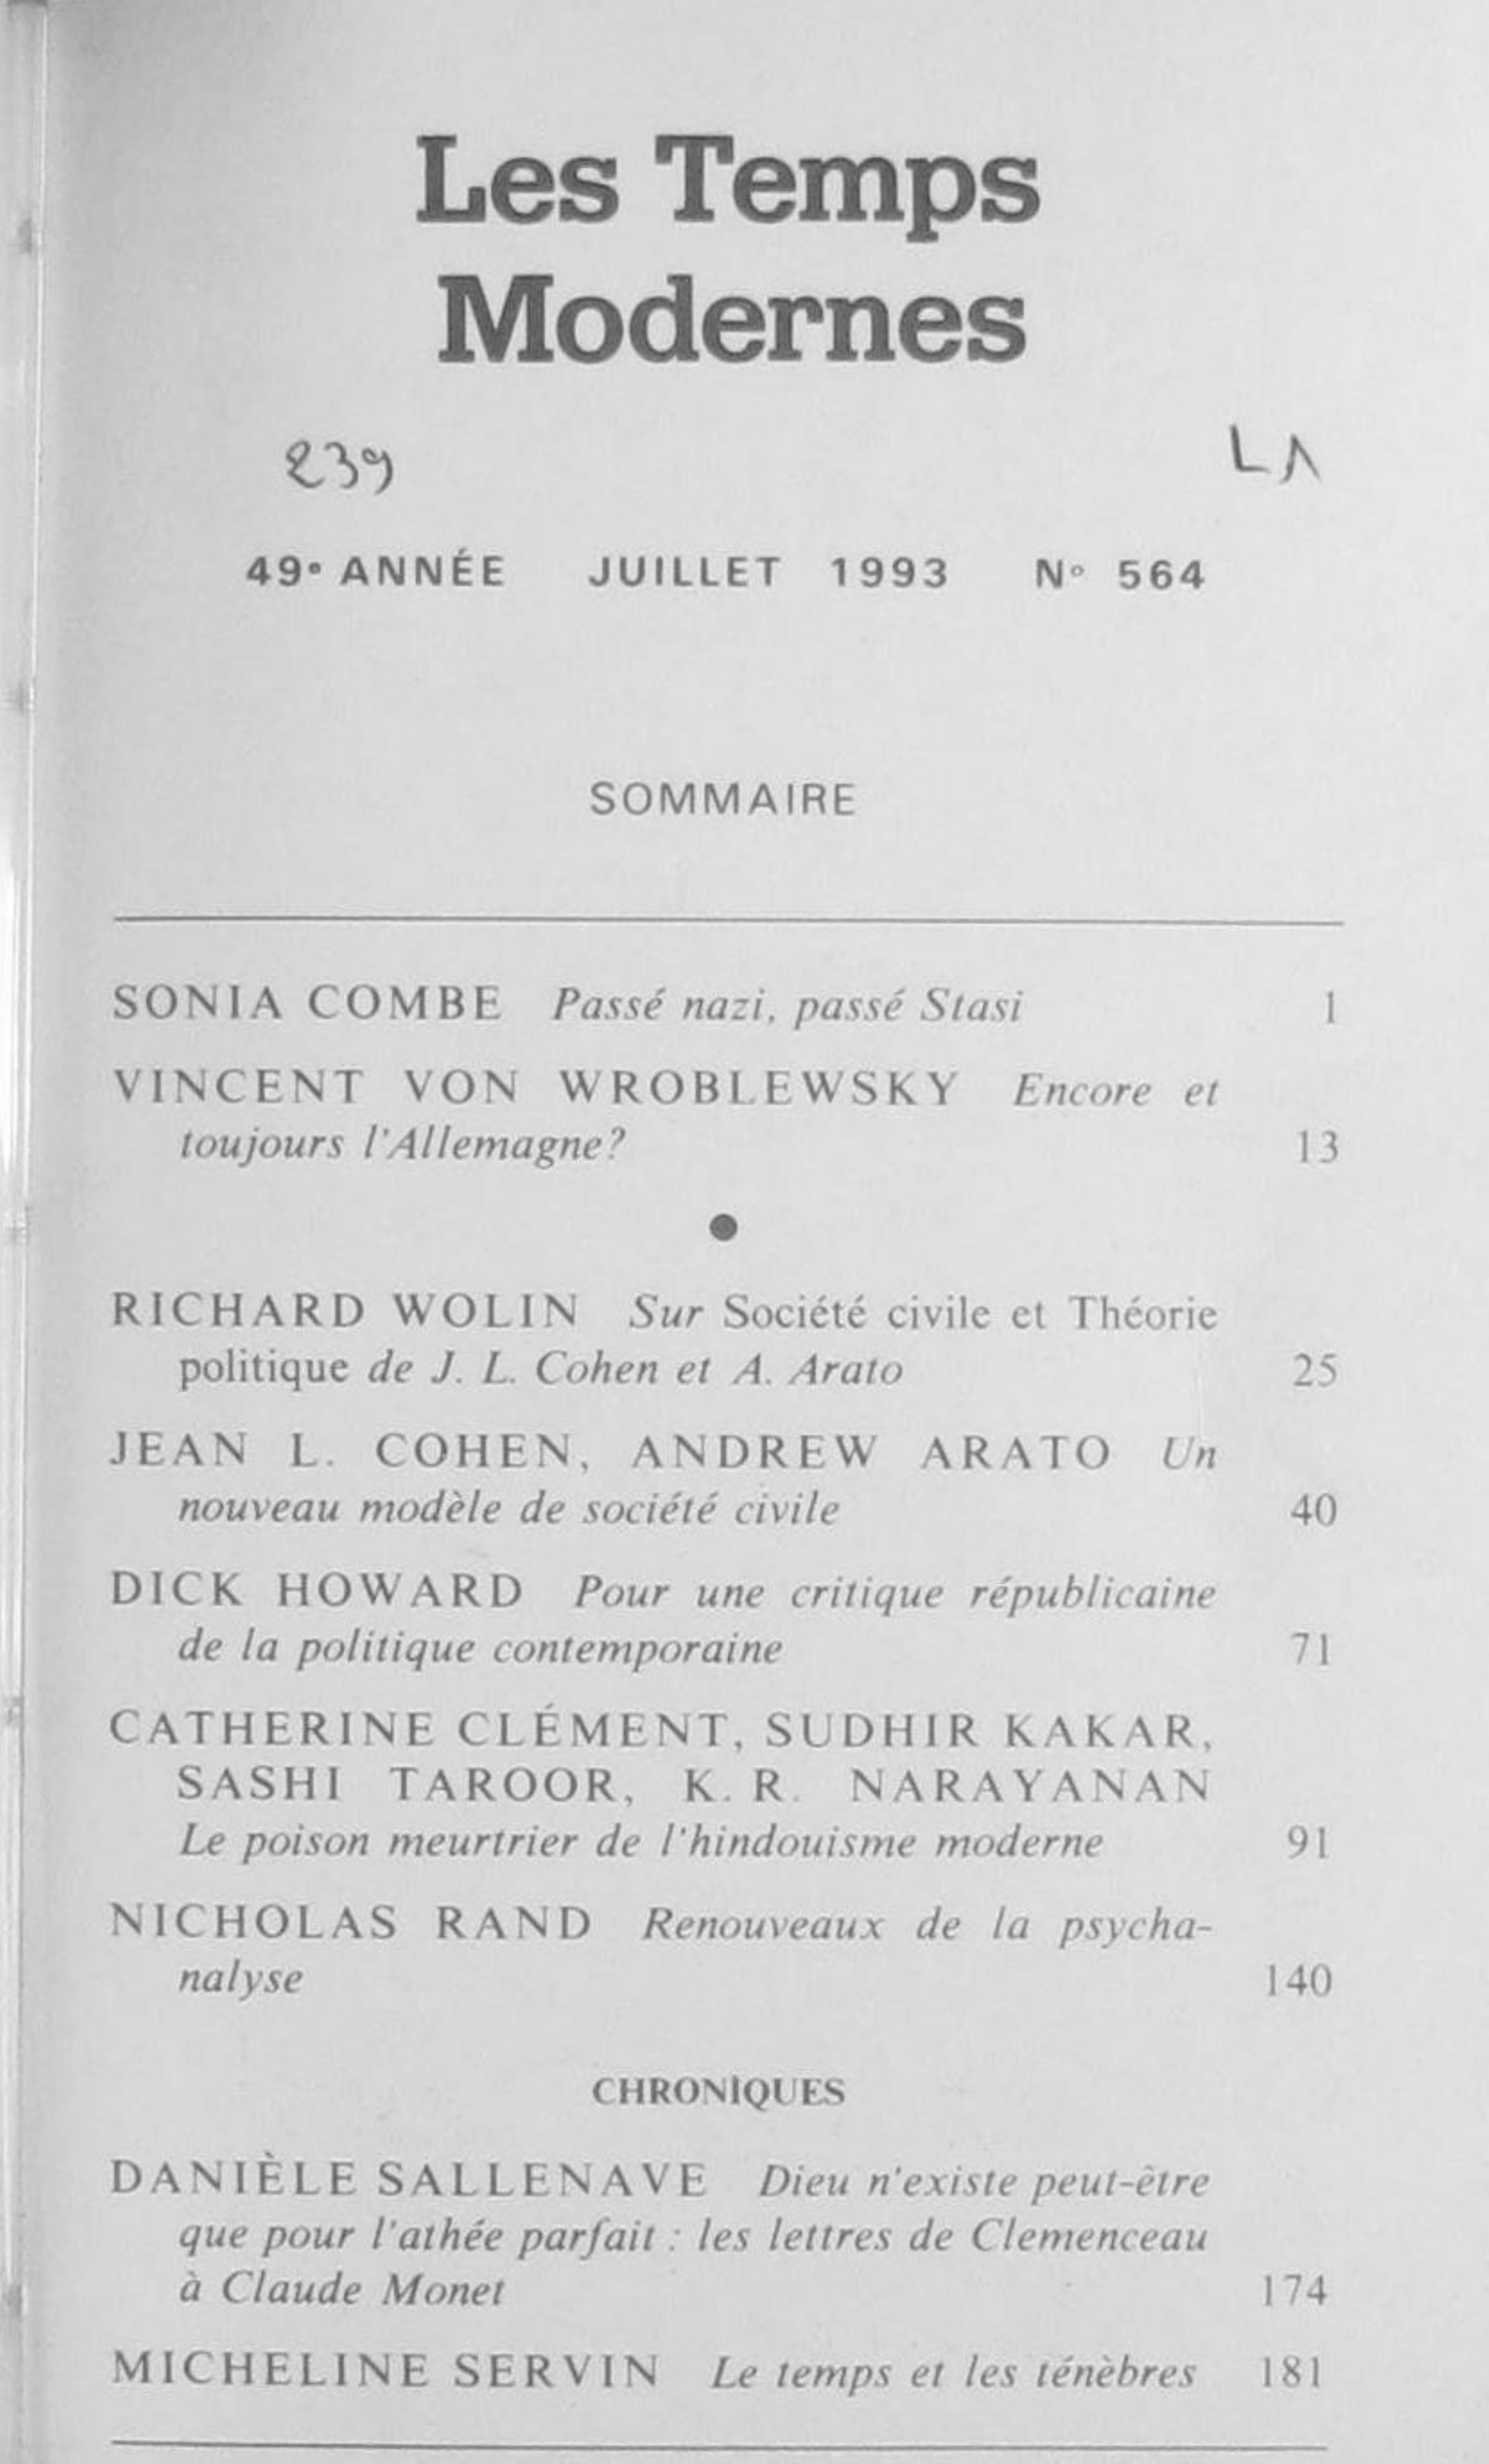 Les Temps
Modernes
239 LA
49e ANNÉE JUILLET 1993 N° 564
SOMMAIRE
SONIA COMBE Passé nazi, passé Stasi 1
VINCENT VON WROBLEWSKY Encore et
toujours l'Allemagne? 13
RICHARD WOLIN Sur Société civile et Théorie
politique de J. L. Cohen et A. Arato 25
JEAN L. COHEN, ANDREW ARATO Un
nouveau modèle de société civile 40
DICK HOWARD Pour une critique républicaine
de la politique contemporaine 71
CATHERINE CLÉMENT, SUDHIR KAKAR,
SASHI TAROOR, K. R. NARAYANAN
Le poison meurtrier de l'hindouisme moderne 91
NICHOLAS RAND Renouveaux de la psycha-
nalyse 140
CHRONIQUES
DANIÈLE SALLENAVE Dieu n'existe peut-être
que pour l'athée parfait : les lettres de Clemenceau
à Claude Monet 174
MICHELINE SERVIN Le temps et les ténèbres 181